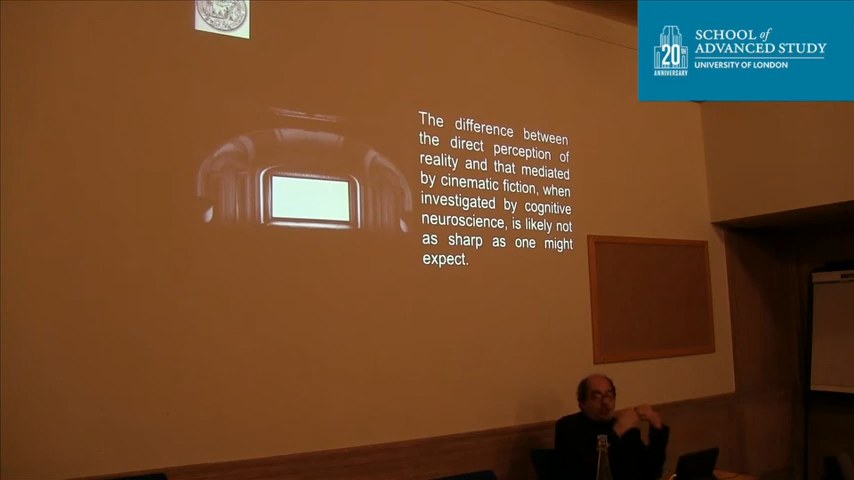 SCHOOL of
ADVANCED STUDY
UNIVERSITY OF LONDON
20TH
ANNIVERSARY
The difference between
the direct perception of
reality and that mediated
by cinematic fiction, when
investigated by cognitive
neuroscience, is likely not
as sharp as one might
expect.